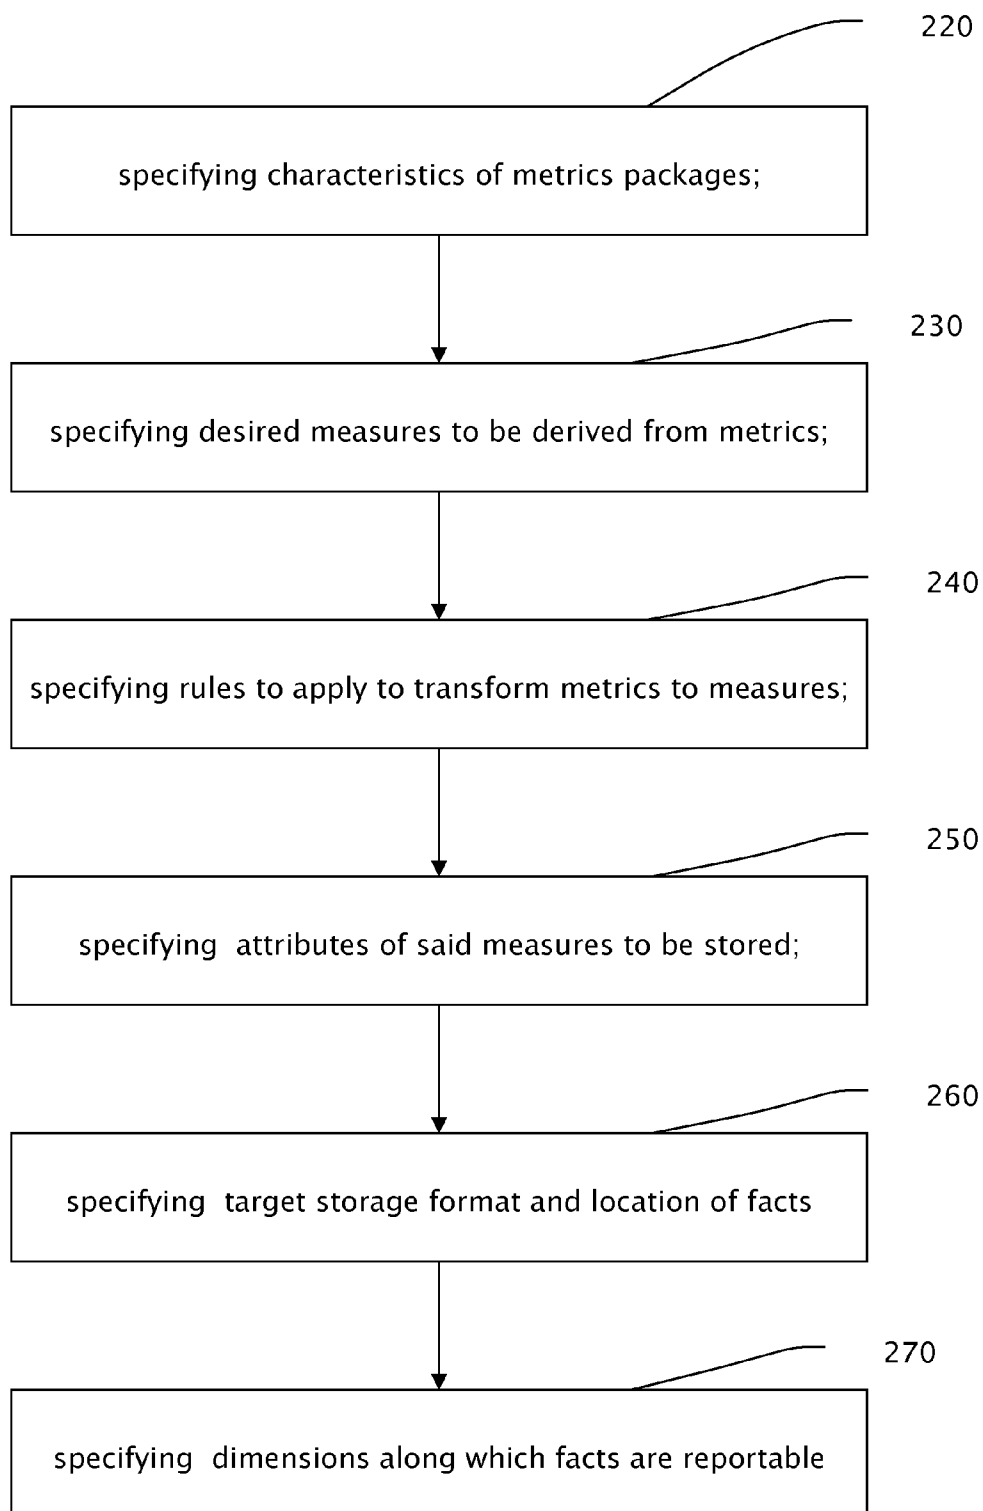 220
specifying characteristics of metrics packages;
230
specifying desired measures to be derived from metrics;
240
specifying rules to apply to transform metrics to measures;
250
specifying  attributes of said measures to be stored;
260
specifying  target storage format and location of facts
270
specifying  dimensions along which facts are reportable